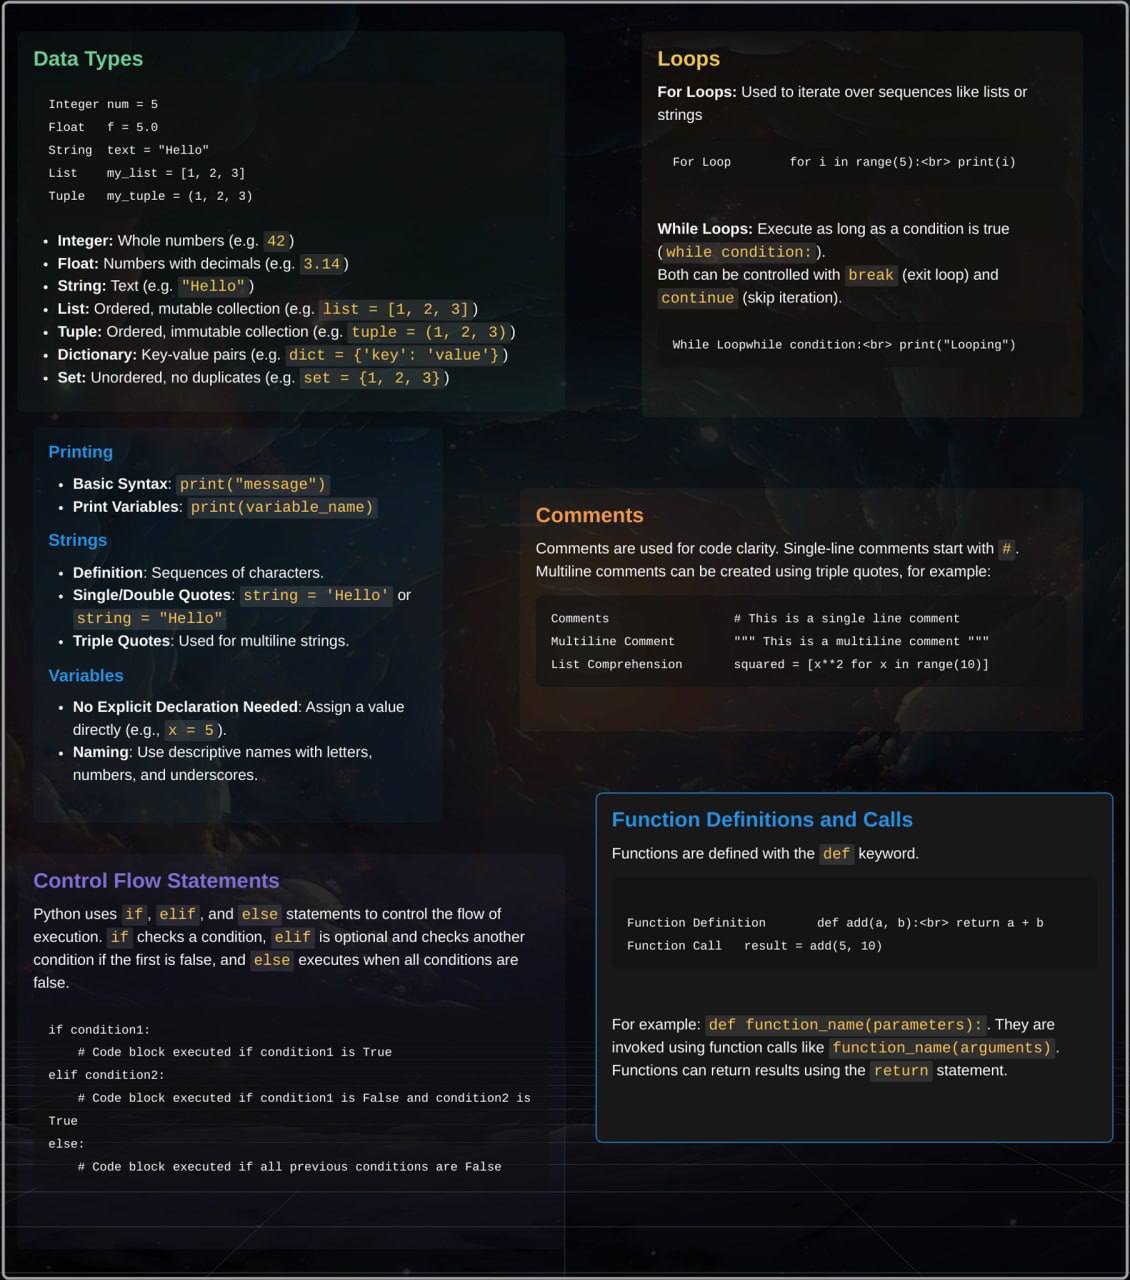 Data Types
Integer num = 5
Float   f = 5.0
String  text = "Hello"
List    my_list = [1, 2, 3]
Tuple   my_tuple = (1, 2, 3)
• Integer: Whole numbers (e.g. 42)
• Float: Numbers with decimals (e.g. 3.14)
• String: Text (e.g. "Hello")
• List: Ordered, mutable collection (e.g. list = [1, 2, 3])
• Tuple: Ordered, immutable collection (e.g. tuple = (1, 2, 3))
• Dictionary: Key-value pairs (e.g. dict = {'key': 'value'})
• Set: Unordered, no duplicates (e.g. set = {1, 2, 3})
Loops
For Loops: Used to iterate over sequences like lists or
strings
For Loop        for i in range(5):<br> print(i)
While Loops: Execute as long as a condition is true
(while condition:).
Both can be controlled with break (exit loop) and
continue (skip iteration).
While Loopwhile condition:<br> print("Looping")
Printing
• Basic Syntax: print("message")
• Print Variables: print(variable_name)
Strings
• Definition: Sequences of characters.
• Single/Double Quotes: string = 'Hello' or
string = "Hello"
• Triple Quotes: Used for multiline strings.
Variables
• No Explicit Declaration Needed: Assign a value
directly (e.g., x = 5).
• Naming: Use descriptive names with letters,
numbers, and underscores.
Comments
Comments are used for code clarity. Single-line comments start with #.
Multiline comments can be created using triple quotes, for example:
Comments                 # This is a single line comment
Multiline Comment        """ This is a multiline comment """
List Comprehension       squared = [x**2 for x in range(10)]
Control Flow Statements
Python uses if, elif, and else statements to control the flow of
execution. if checks a condition, elif is optional and checks another
condition if the first is false, and else executes when all conditions are
false.
if condition1:
    # Code block executed if condition1 is True
elif condition2:
    # Code block executed if condition1 is False and condition2 is
True
else:
    # Code block executed if all previous conditions are False
Function Definitions and Calls
Functions are defined with the def keyword.
Function Definition       def add(a, b):<br> return a + b
Function Call   result = add(5, 10)
For example: def function_name(parameters):. They are
invoked using function calls like function_name(arguments).
Functions can return results using the return statement.